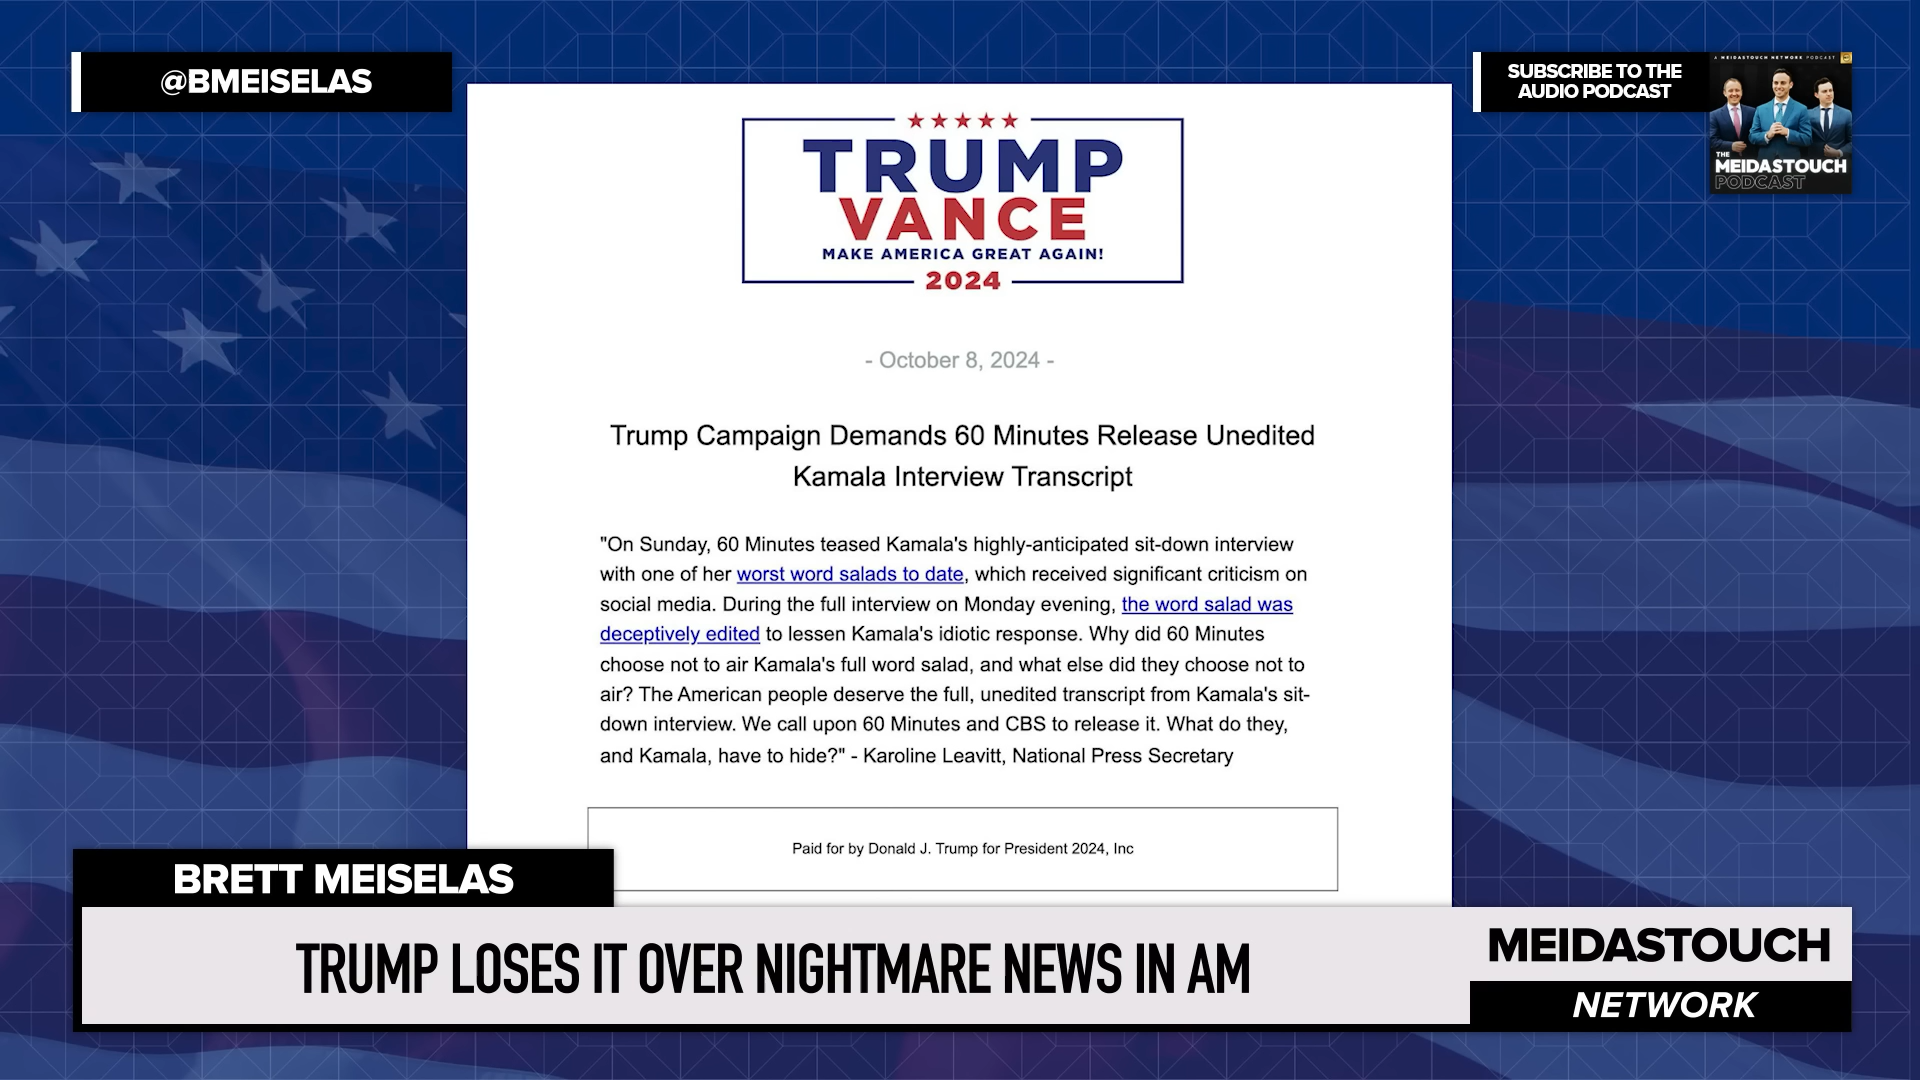 @BMEISELAS
SUBSCRIBE TO THE
AUDIO PODCAST
A MEIDASTOUCH NETWORK PODCAST
THE
MEIDASTOUCH
PODCAST
TRUMP
VANCE
MAKE AMERICA GREAT AGAIN!
2024
- October 8, 2024 -
Trump Campaign Demands 60 Minutes Release Unedited
Kamala Interview Transcript
"On Sunday, 60 Minutes teased Kamala's highly-anticipated sit-down interview
with one of her worst word salads to date, which received significant criticism on
social media. During the full interview on Monday evening, the word salad was
deceptively edited to lessen Kamala's idiotic response. Why did 60 Minutes
choose not to air Kamala's full word salad, and what else did they choose not to
air? The American people deserve the full, unedited transcript from Kamala's sit-
down interview. We call upon 60 Minutes and CBS to release it. What do they,
and Kamala, have to hide?" - Karoline Leavitt, National Press Secretary
Paid for by Donald J. Trump for President 2024, Inc
BRETT MEISELAS
TRUMP LOSES IT OVER NIGHTMARE NEWS IN AM
MEIDASTOUCH
NETWORK